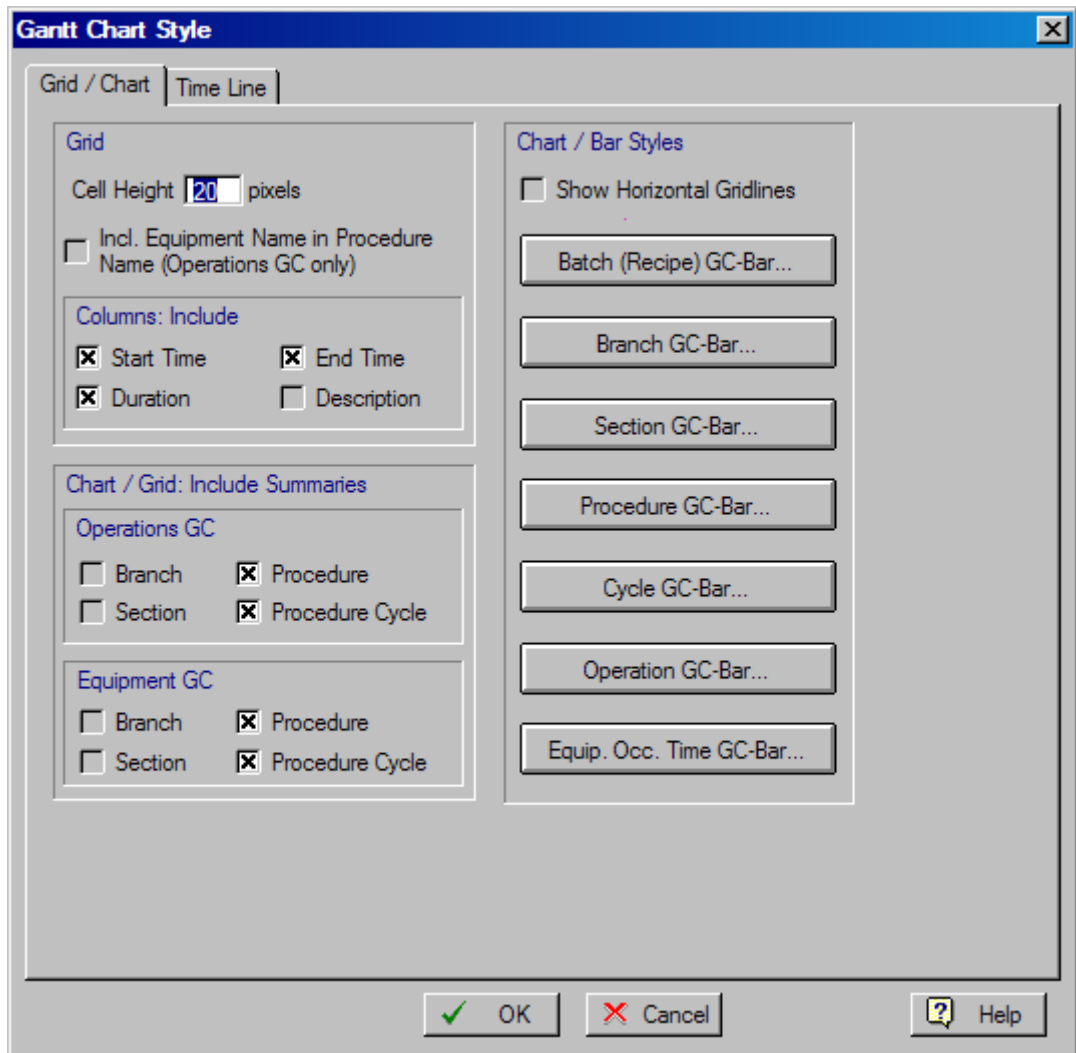 Gantt Chart Style
Grid / Chart
Time Line
Grid
Cell Height 20 pixels
Incl. Equipment Name in Procedure
Name (Operations GC only)
Columns: Include
Start Time
End Time
Duration
Description
Chart / Grid: Include Summaries
Operations GC
Branch
Procedure
Section
Procedure Cycle
Equipment GC
Branch
Procedure
Section
Procedure Cycle
Chart / Bar Styles
Show Horizontal Gridlines
Batch (Recipe) GC-Bar...
Branch GC-Bar...
Section GC-Bar...
Procedure GC-Bar...
Cycle GC-Bar...
Operation GC-Bar...
Equip. Occ. Time GC-Bar...
OK
Cancel
Help